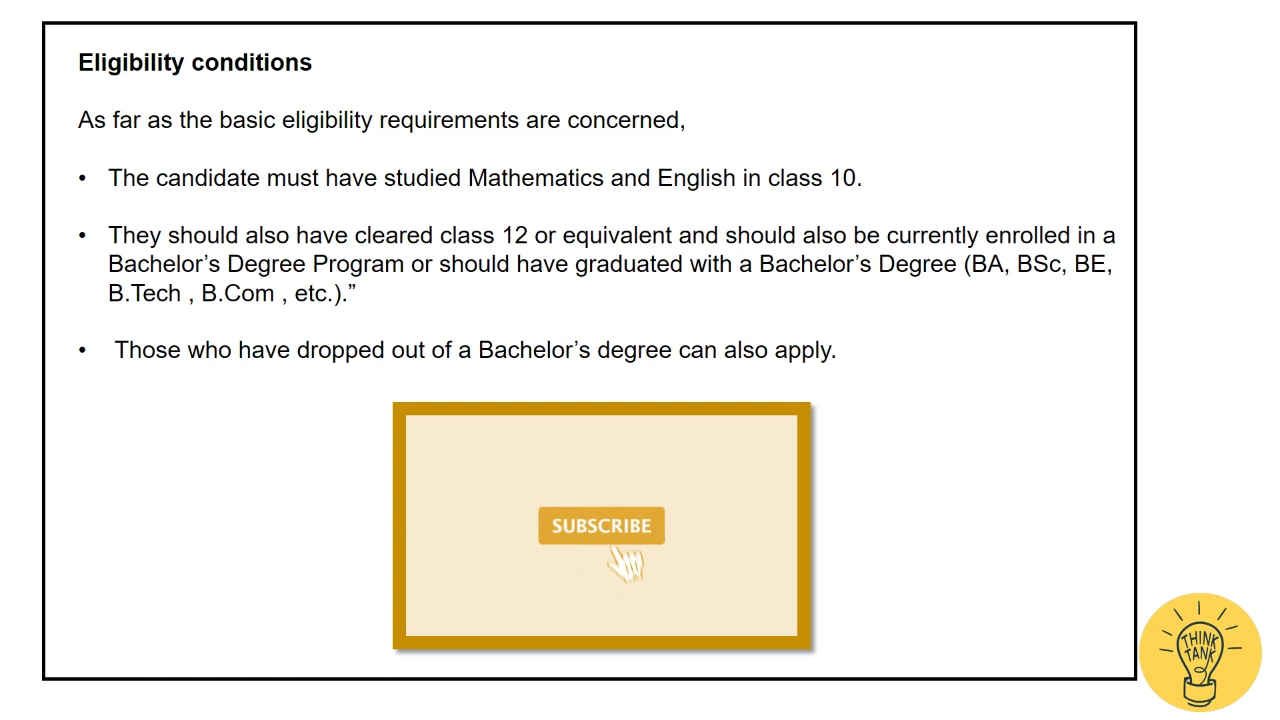 Eligibility conditions
As far as the basic eligibility requirements are concerned,
• The candidate must have studied Mathematics and English in class 10.
• They should also have cleared class 12 or equivalent and should also be currently enrolled in a
Bachelor’s Degree Program or should have graduated with a Bachelor’s Degree (BA, BSc, BE,
B.Tech , B.Com , etc.).”
• Those who have dropped out of a Bachelor’s degree can also apply.
SUBSCRIBE
THINK
TANK